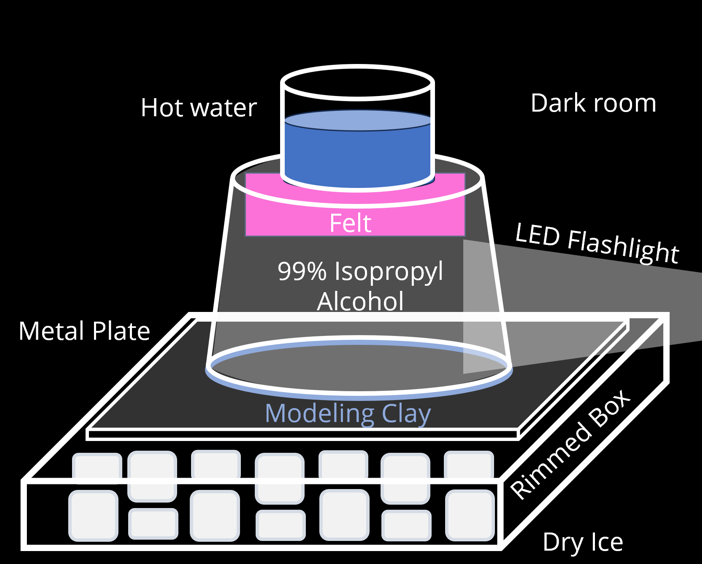 Hot water
Dark room
Felt
LED Flashlight
99% Isopropyl
Alcohol
Metal Plate
Modeling Clay
Rimmed Box
Dry Ice